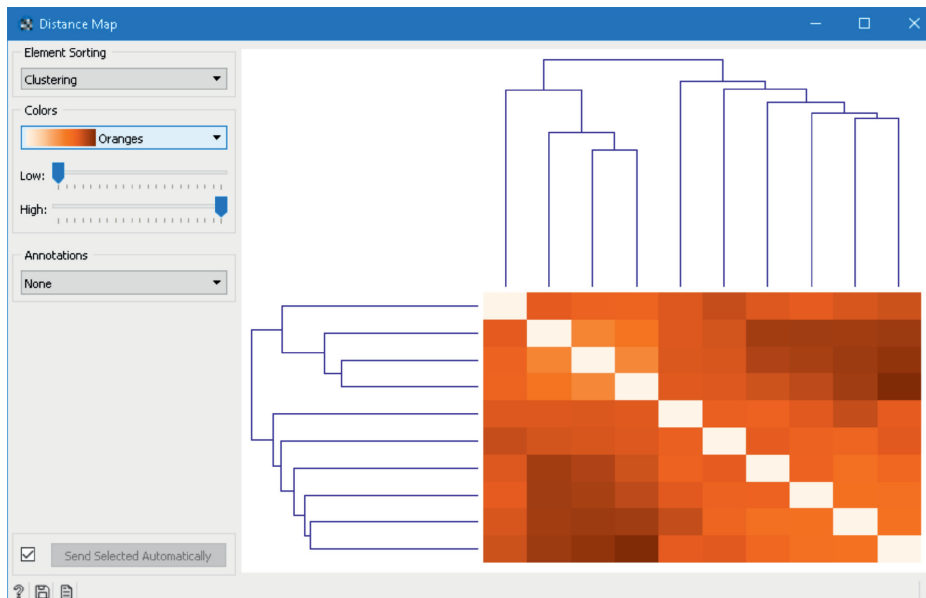 Distance Map
Element Sorting
Clustering
Colors
Oranges
Low:
High:
Annotations
None
Send Selected Automatically
?